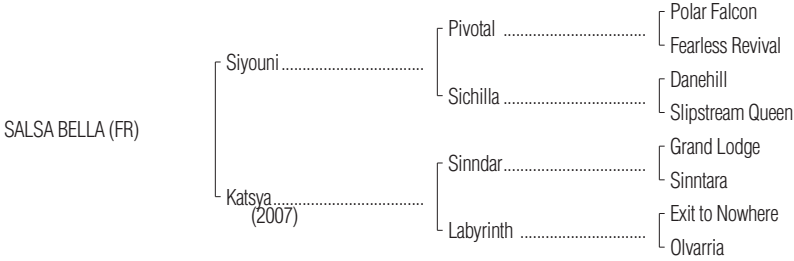 Polar Falcon
Pivotal ....................................
Fearless Revival
Siyouni ....................................
Danehill
Sichilla ....................................
Slipstream Queen
SALSA BELLA (FR)
Grand Lodge
Sinndar ....................................
Sinntara
Katsya ....................................
(2007)
Exit to Nowhere
Labyrinth ...............................
Olvarria